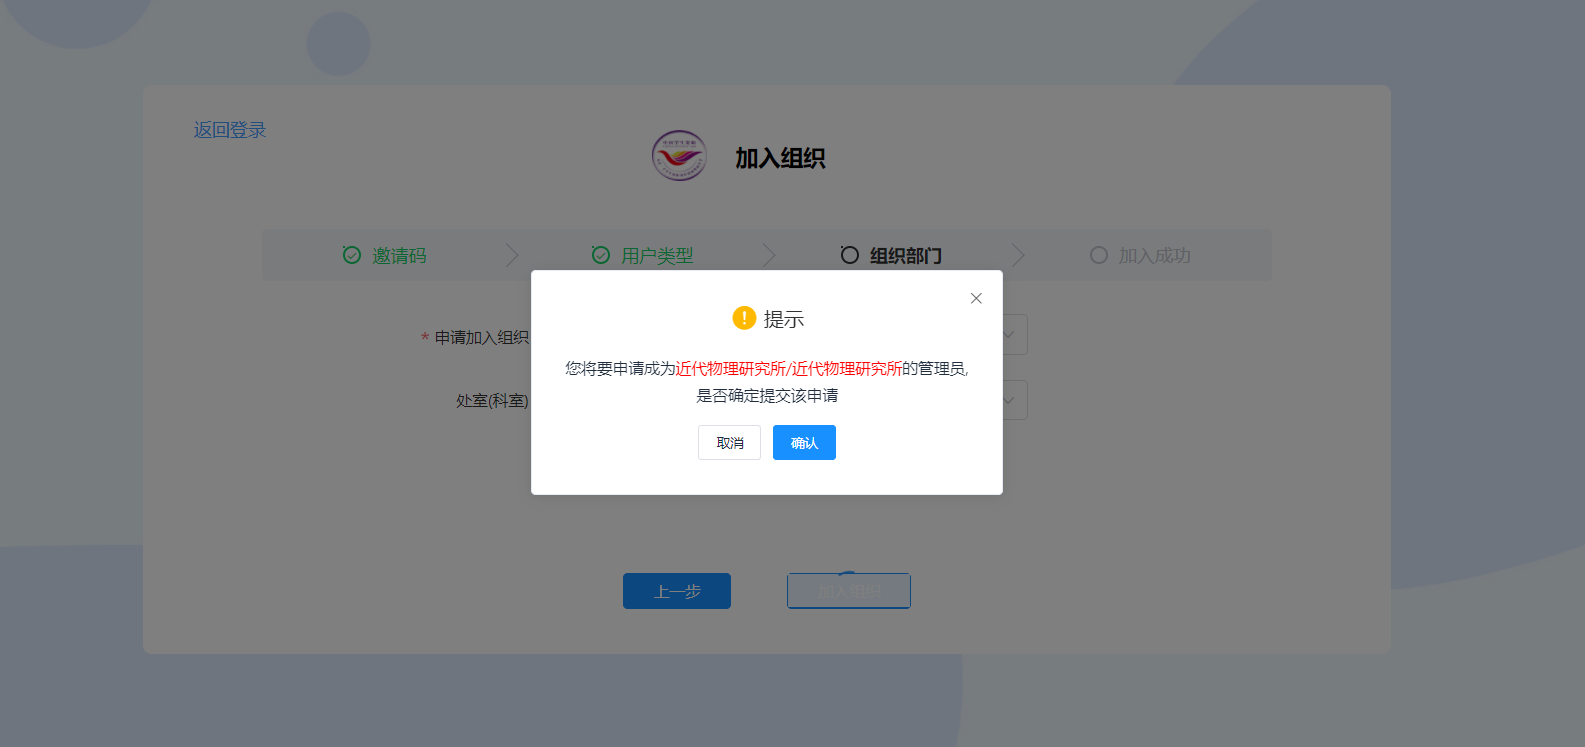 返回登录
加入组织
邀请码
用户类型
组织部门
加入成功
* 申请加入组织
处室(科室)
提示
您将要申请成为近代物理研究所/近代物理研究所的管理员,
是否确定提交该申请
取消
确认
上一步
加入组织